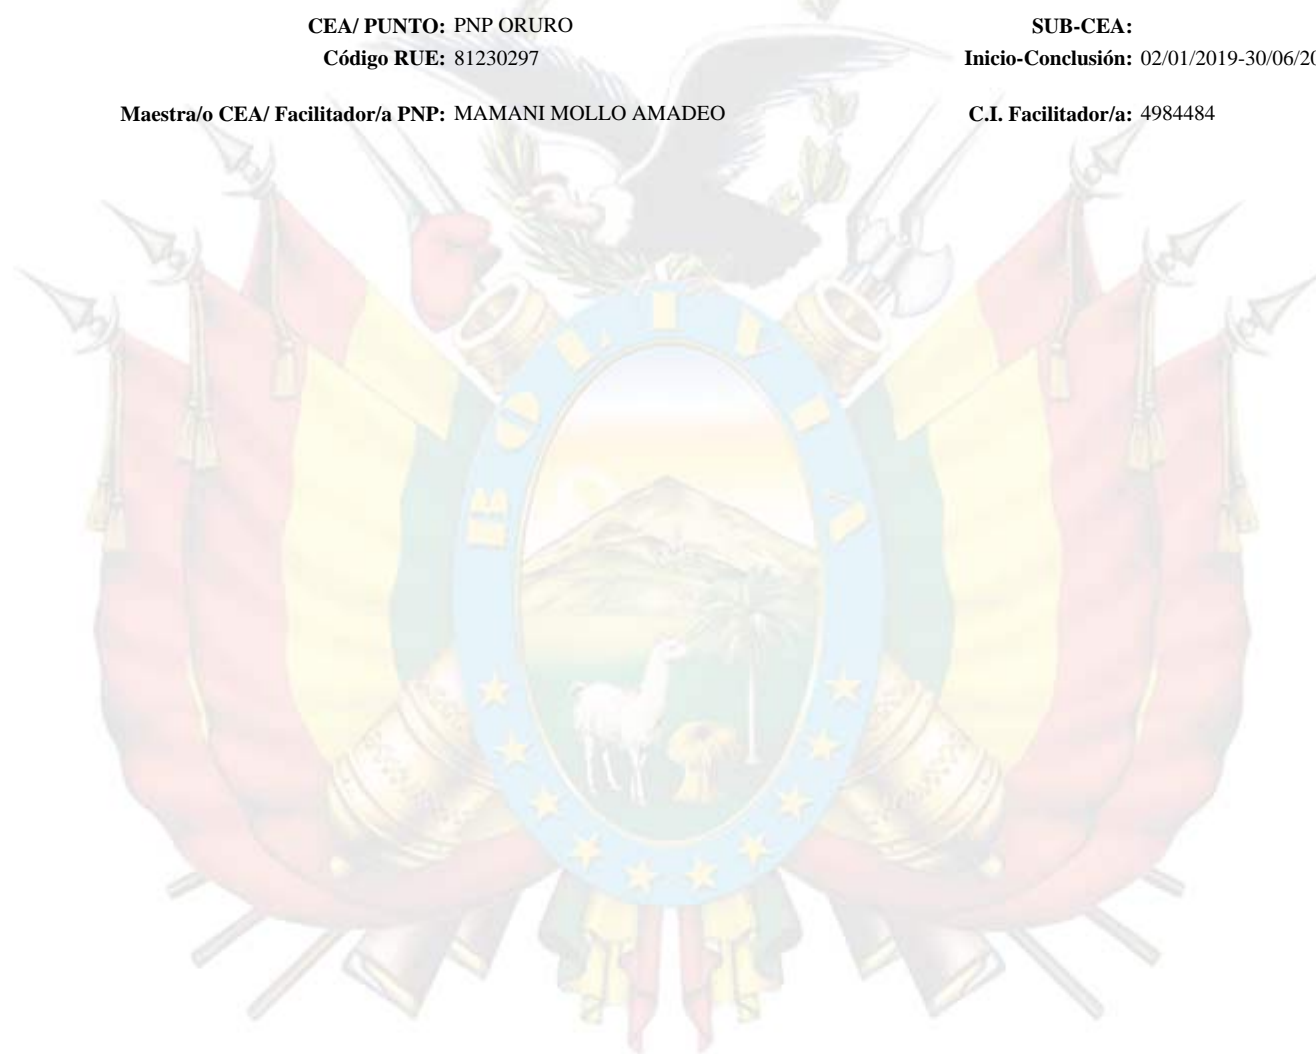 CEA/ PUNTO: PNP ORURO SUB-CEA:
Código RUE: 81230297 Inicio-Conclusión: 02/01/2019-30/06/20
Maestra/o CEA/ Facilitador/a PNP: MAMANI MOLLO AMADEO C.I. Facilitador/a: 4984484
BOLIVIA